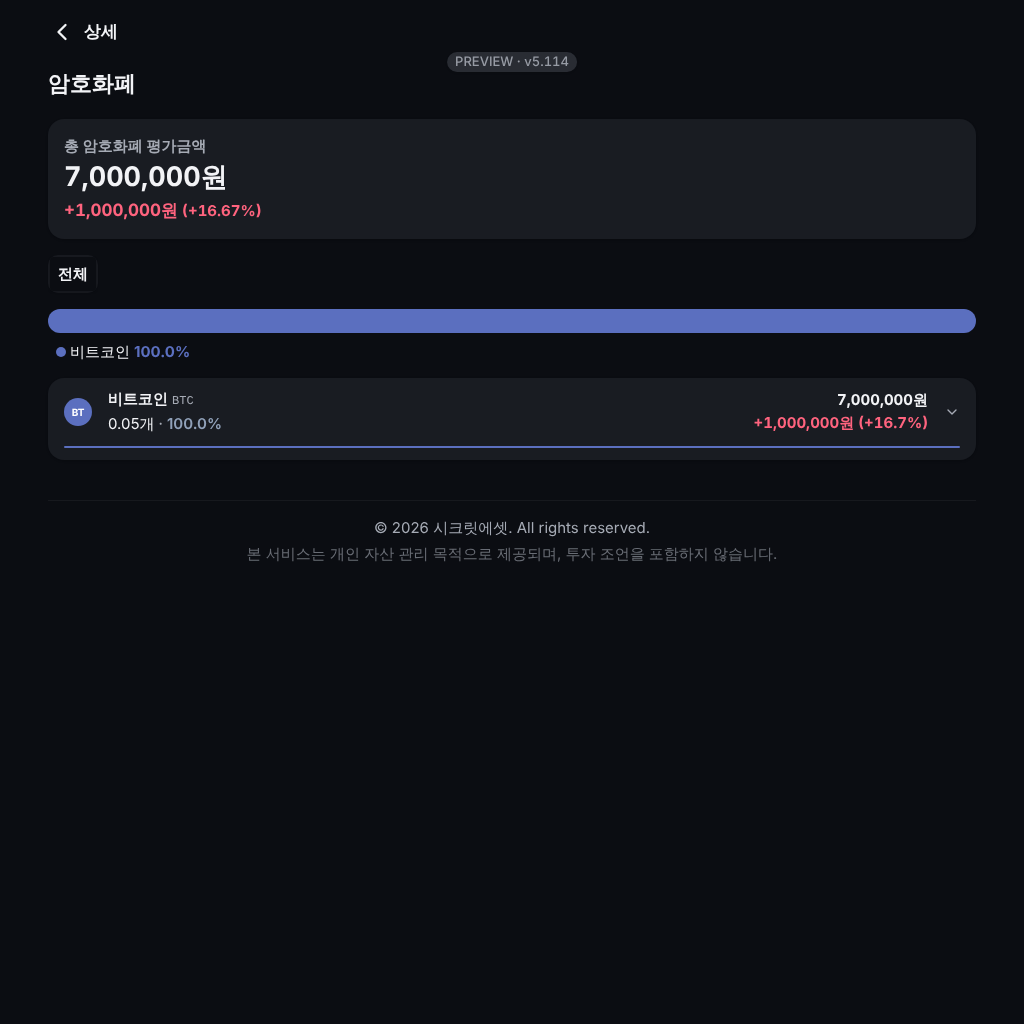 상세
PREVIEW · v5.114
암호화폐
총 암호화폐 평가금액
7,000,000원
+1,000,000원 (+16.67%)
전체
비트코인 100.0%
BT
비트코인 BTC
0.05개 · 100.0%
7,000,000원
+1,000,000원 (+16.7%)
© 2026 시크릿에셋. All rights reserved.
본 서비스는 개인 자산 관리 목적으로 제공되며, 투자 조언을 포함하지 않습니다.